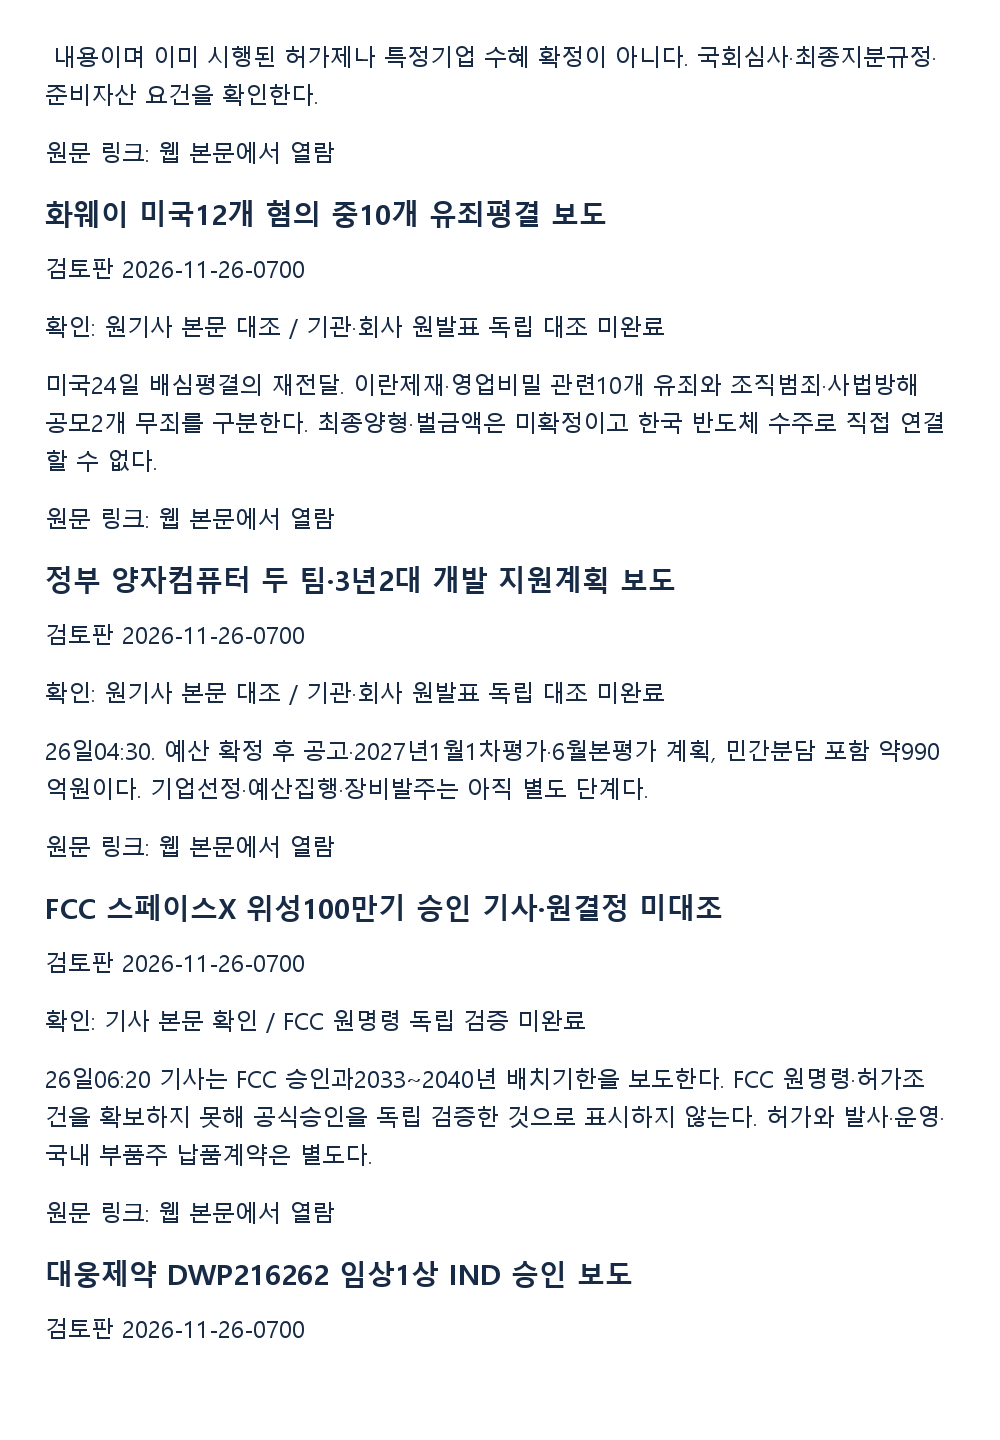 내용이며 이미 시행된 허가제나 특정기업 수혜 확정이 아니다. 국회심사·최종지분규정·
준비자산 요건을 확인한다.
원문 링크: 웹 본문에서 열람
화웨이 미국12개 혐의 중10개 유죄평결 보도
검토판 2026-11-26-0700
확인: 원기사 본문 대조 / 기관·회사 원발표 독립 대조 미완료
미국24일 배심평결의 재전달. 이란제재·영업비밀 관련10개 유죄와 조직범죄·사법방해
공모2개 무죄를 구분한다. 최종양형·벌금액은 미확정이고 한국 반도체 수주로 직접 연결
할 수 없다.
원문 링크: 웹 본문에서 열람
정부 양자컴퓨터 두 팀·3년2대 개발 지원계획 보도
검토판 2026-11-26-0700
확인: 원기사 본문 대조 / 기관·회사 원발표 독립 대조 미완료
26일04:30. 예산 확정 후 공고·2027년1월1차평가·6월본평가 계획, 민간분담 포함 약990
억원이다. 기업선정·예산집행·장비발주는 아직 별도 단계다.
원문 링크: 웹 본문에서 열람
FCC 스페이스X 위성100만기 승인 기사·원결정 미대조
검토판 2026-11-26-0700
확인: 기사 본문 확인 / FCC 원명령 독립 검증 미완료
26일06:20 기사는 FCC 승인과2033~2040년 배치기한을 보도한다. FCC 원명령·허가조
건을 확보하지 못해 공식승인을 독립 검증한 것으로 표시하지 않는다. 허가와 발사·운영·
국내 부품주 납품계약은 별도다.
원문 링크: 웹 본문에서 열람
대웅제약 DWP216262 임상1상 IND 승인 보도
검토판 2026-11-26-0700